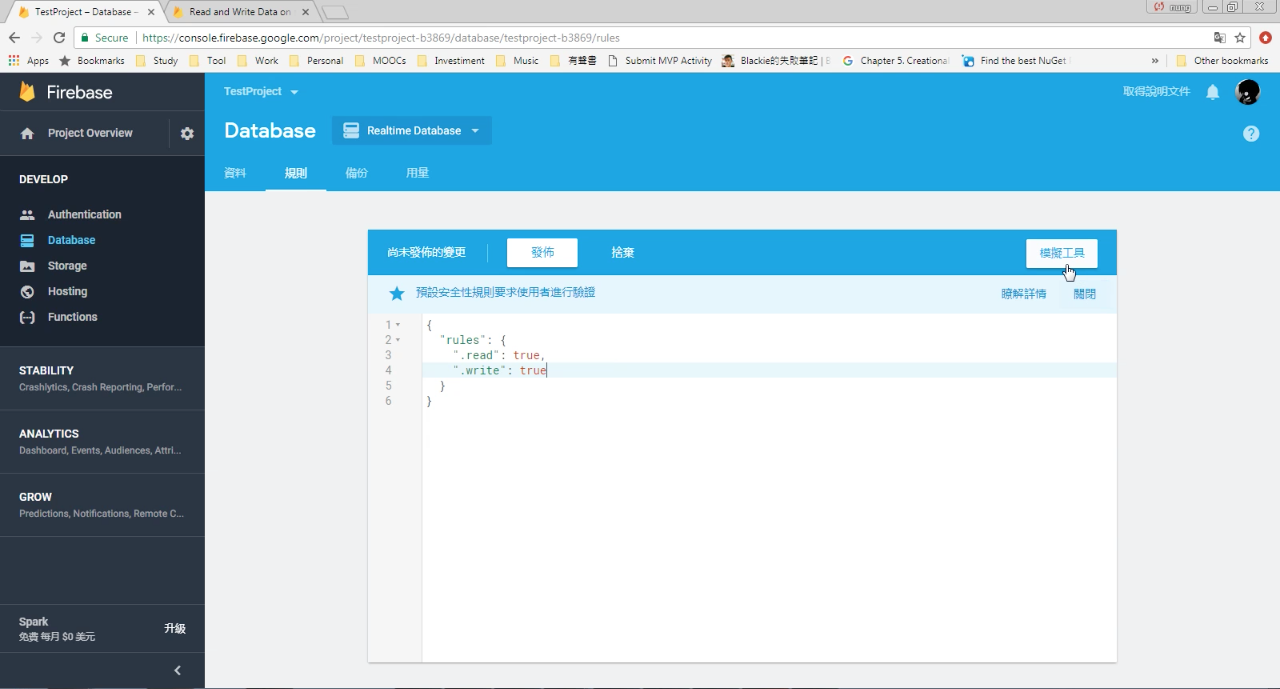 TestProject – Database –
Read and Write Data on
nung
Secure
https://console.firebase.google.com/project/testproject-b3869/database/testproject-b3869/rules
Apps Bookmarks Study Tool Work Personal MOOCs Investiment Music 有聲書 Submit MVP Activity Blackie的失敗筆記 | Chapter 5. Creational Find the best NuGet » Other bookmarks
Firebase
TestProject
取得說明文件
Project Overview
Database
Realtime Database
?
資料 規則 備份 用量
DEVELOP
Authentication
Database
Storage
Hosting
Functions
STABILITY
Crashlytics, Crash Reporting, Perfor...
ANALYTICS
Dashboard, Events, Audiences, Attri...
GROW
Predictions, Notifications, Remote C...
Spark
免費 每月 $0 美元
升級
尚未發佈的變更 發佈 捨棄 模擬工具
預設安全性規則要求使用者進行驗證 瞭解詳情 關閉
1 {
2 "rules": {
3 ".read": true,
4 ".write": true
5 }
6 }